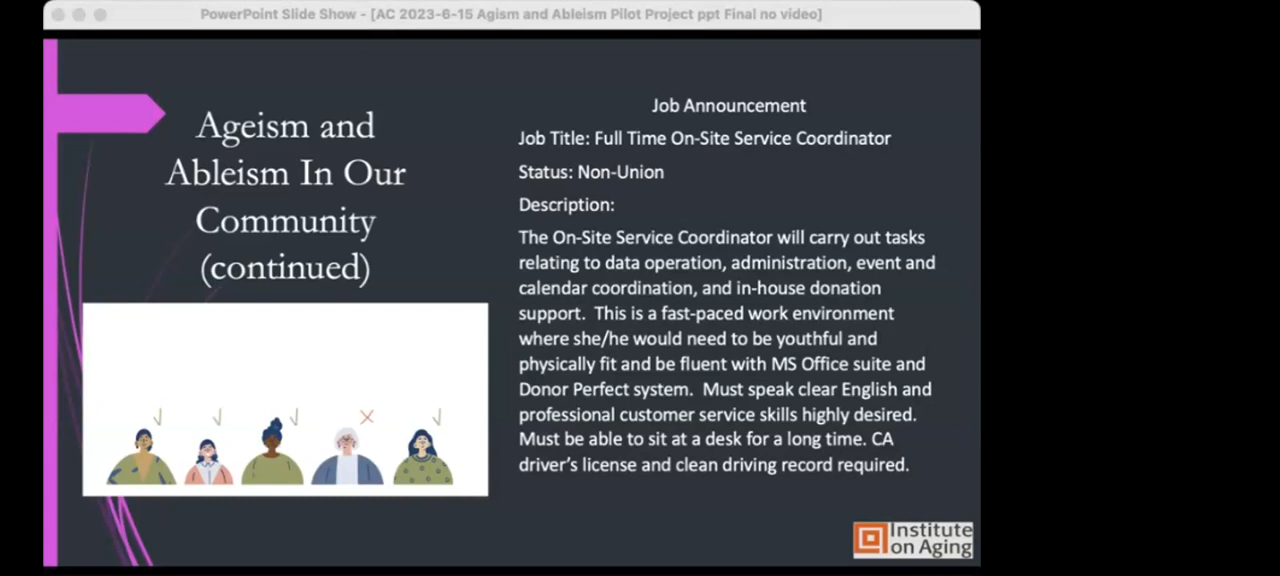 PowerPoint Slide Show - [AC 2023-6-15 Agism and Ableism Pilot Project ppt Final no video]
Ageism and
Ableism In Our
Community
(continued)
Job Announcement
Job Title: Full Time On-Site Service Coordinator
Status: Non-Union
Description:
The On-Site Service Coordinator will carry out tasks
relating to data operation, administration, event and
calendar coordination, and in-house donation
support.  This is a fast-paced work environment
where she/he would need to be youthful and
physically fit and be fluent with MS Office suite and
Donor Perfect system.  Must speak clear English and
professional customer service skills highly desired.
Must be able to sit at a desk for a long time. CA
driver's license and clean driving record required.
Institute
on Aging